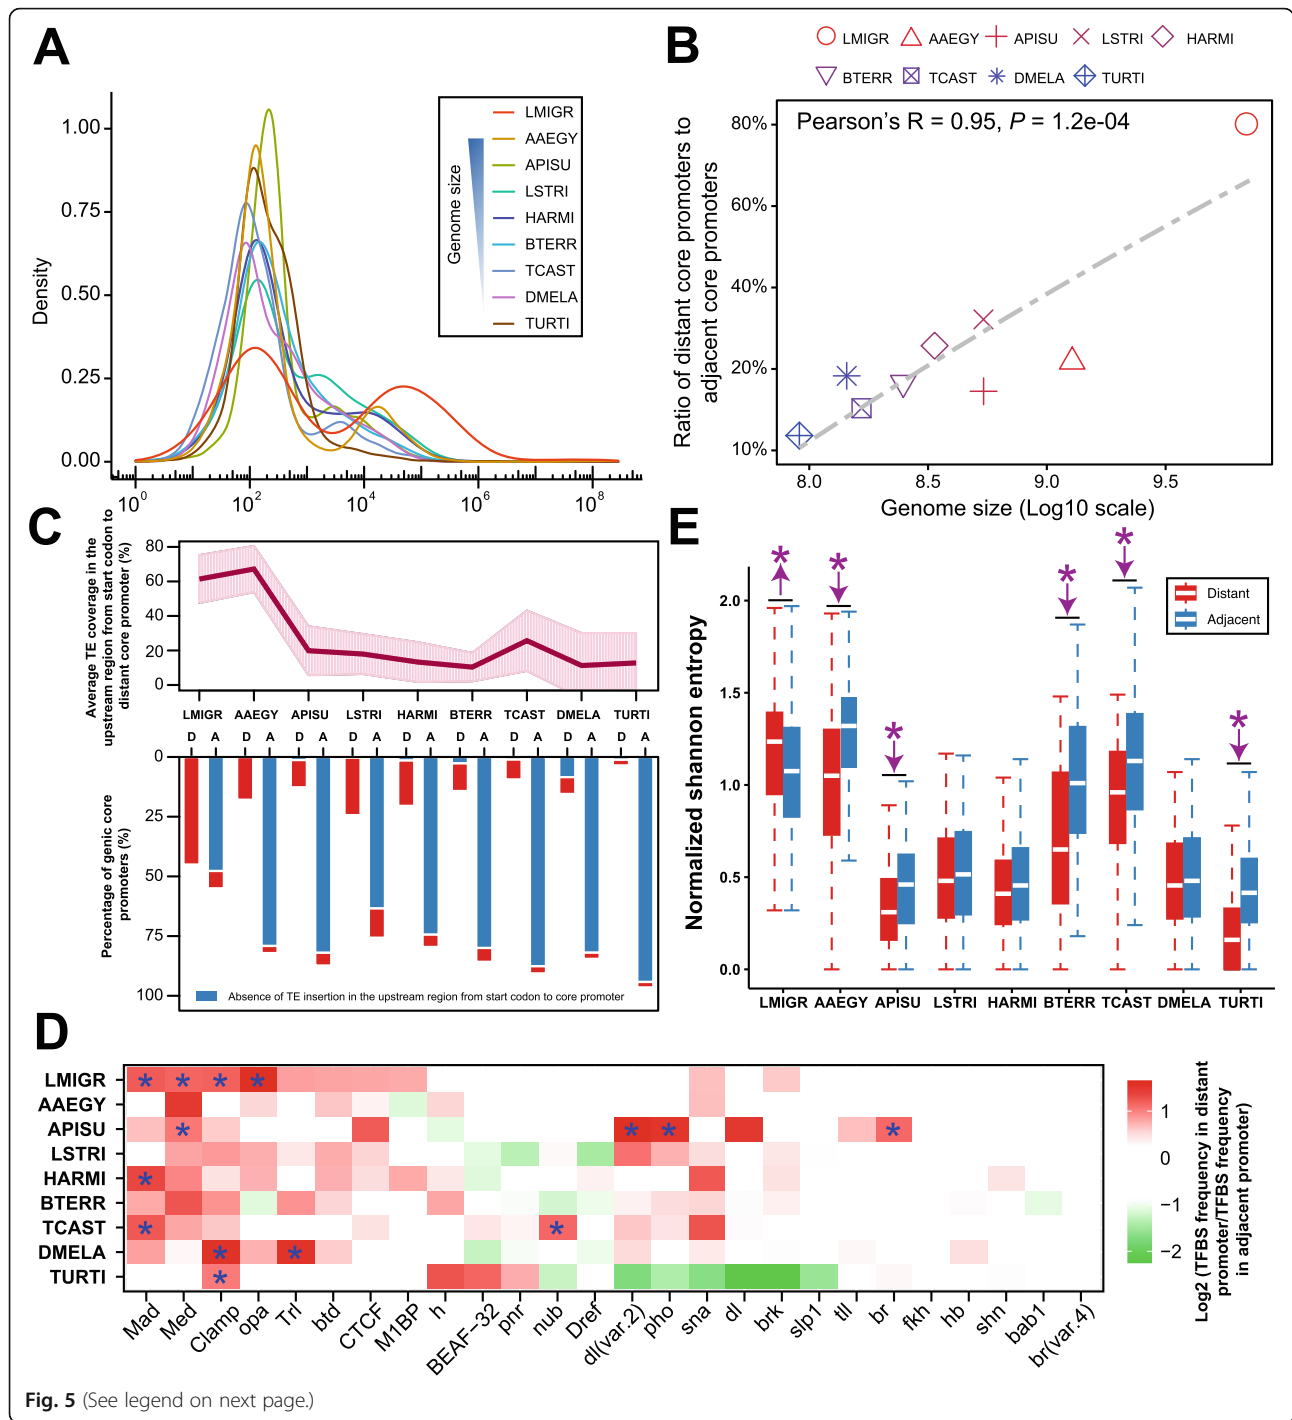 A
1.00
0.75
0.50
0.25
0.00
Density
10^0
10^2
10^4
10^6
10^8
Genome size
LMIGR
AAEGY
APISU
LSTRI
HARMI
BTERR
TCAST
DMELA
TURTI
B
LMIGR AAEGY APISU LSTRI HARMI
BTERR TCAST DMELA TURTI
Pearson's R = 0.95, P = 1.2e-04
80%
60%
40%
20%
10%
Ratio of distant core promoters to
adjacent core promoters
8.0 8.5 9.0 9.5
Genome size (Log10 scale)
C
Average TE coverage in the
upstream region from start codon to
distant core promoter (%)
80
60
40
20
0
LMIGR AAEGY APISU LSTRI HARMI BTERR TCAST DMELA TURTI
D A D A D A D A D A D A D A D A D A
0
25
50
75
100
Percentage of genic core
promoters (%)
Absence of TE insertion in the upstream region from start codon to core promoter
E
Normalized shannon entropy
2.0
1.5
1.0
0.5
0.0
* * * * * *
Distant
Adjacent
LMIGR AAEGY APISU LSTRI HARMI BTERR TCAST DMELA TURTI
D
LMIGR * * * *
AAEGY
APISU * * * *
LSTRI
HARMI *
BTERR
TCAST * *
DMELA * *
TURTI *
Mad Med Clamp opa Trl btd CTCF M1BP h BEAF-32 pnr nub Dref dl(var.2) pho sna dl brk slp1 tll br fkh hb shn bab1 br(var.4)
1
0
−1
−2
Log2 (TFBS frequency in distant
promoter/TFBS frequency
in adjacent promoter)
Fig. 5 (See legend on next page.)